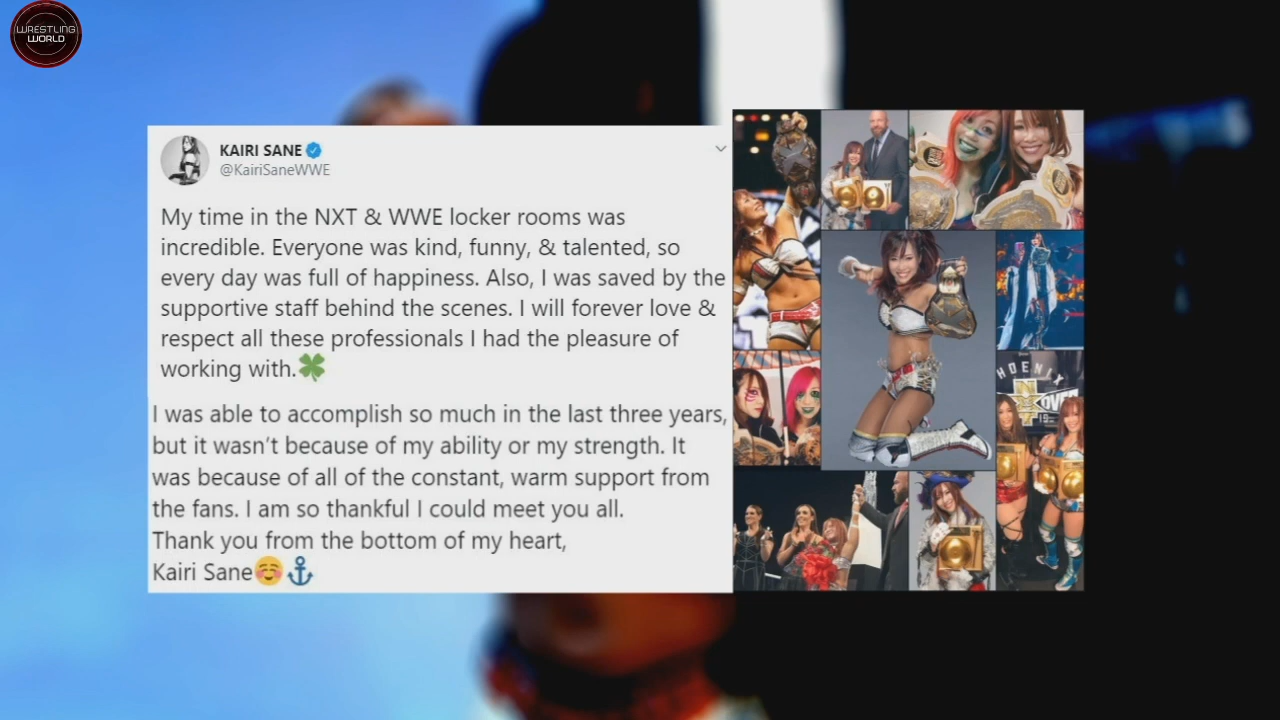 WRESTLING
WORLD
KAIRI SANE
@KairiSaneWWE
My time in the NXT & WWE locker rooms was
incredible. Everyone was kind, funny, & talented, so
every day was full of happiness. Also, I was saved by the
supportive staff behind the scenes. I will forever love &
respect all these professionals I had the pleasure of
working with.🍀
I was able to accomplish so much in the last three years,
but it wasn’t because of my ability or my strength. It
was because of all of the constant, warm support from
the fans. I am so thankful I could meet you all.
Thank you from the bottom of my heart,
Kairi Sane☺️⚓
HOENIX
NXT
OVER